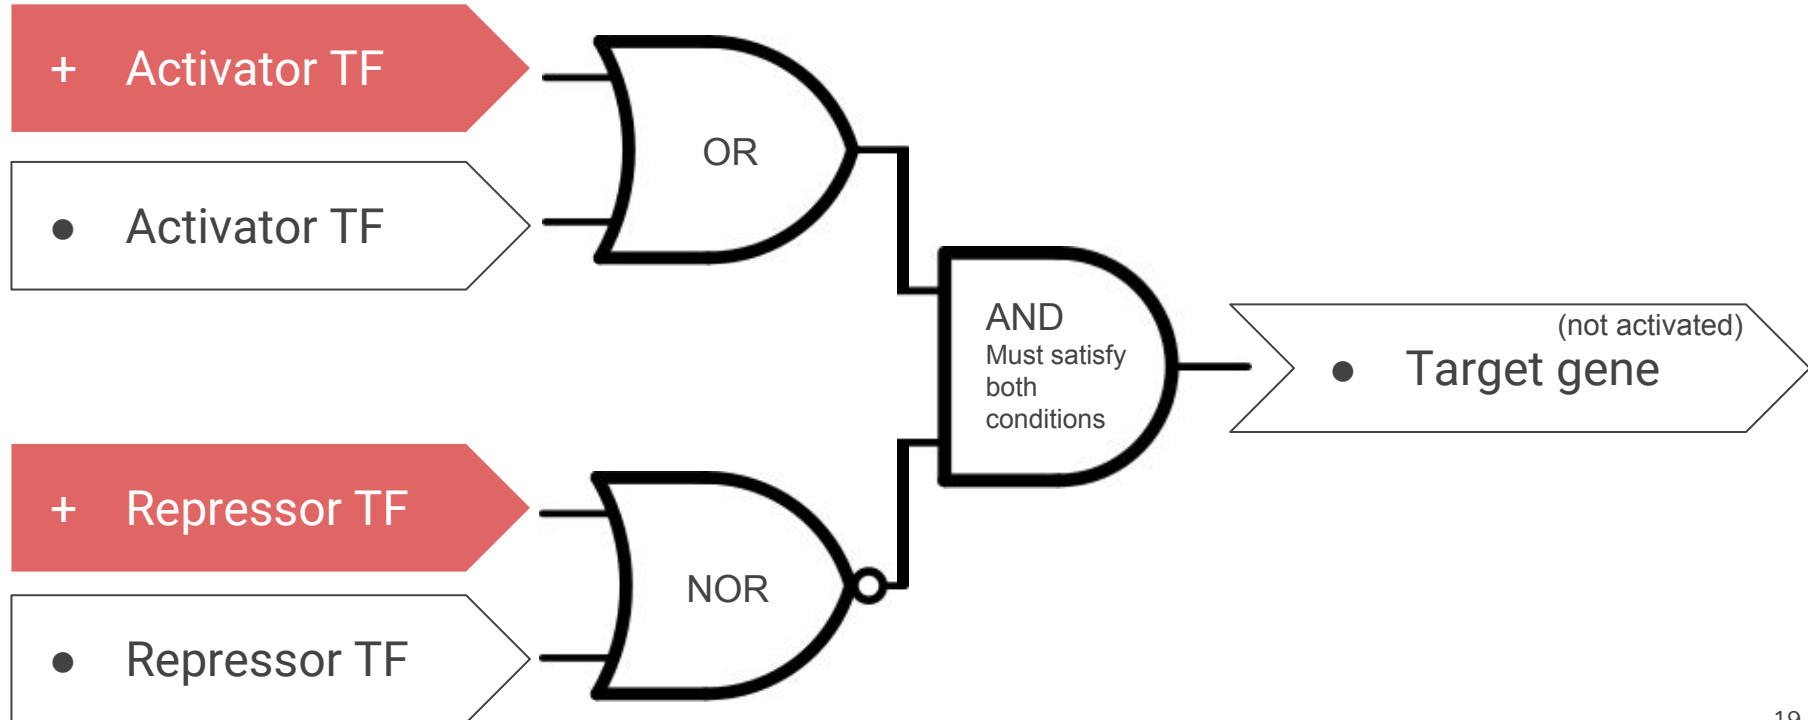 + Activator TF
OR
● Activator TF
AND
Must satisfy
both
conditions
(not activated)
● Target gene
+ Repressor TF
NOR
● Repressor TF
19